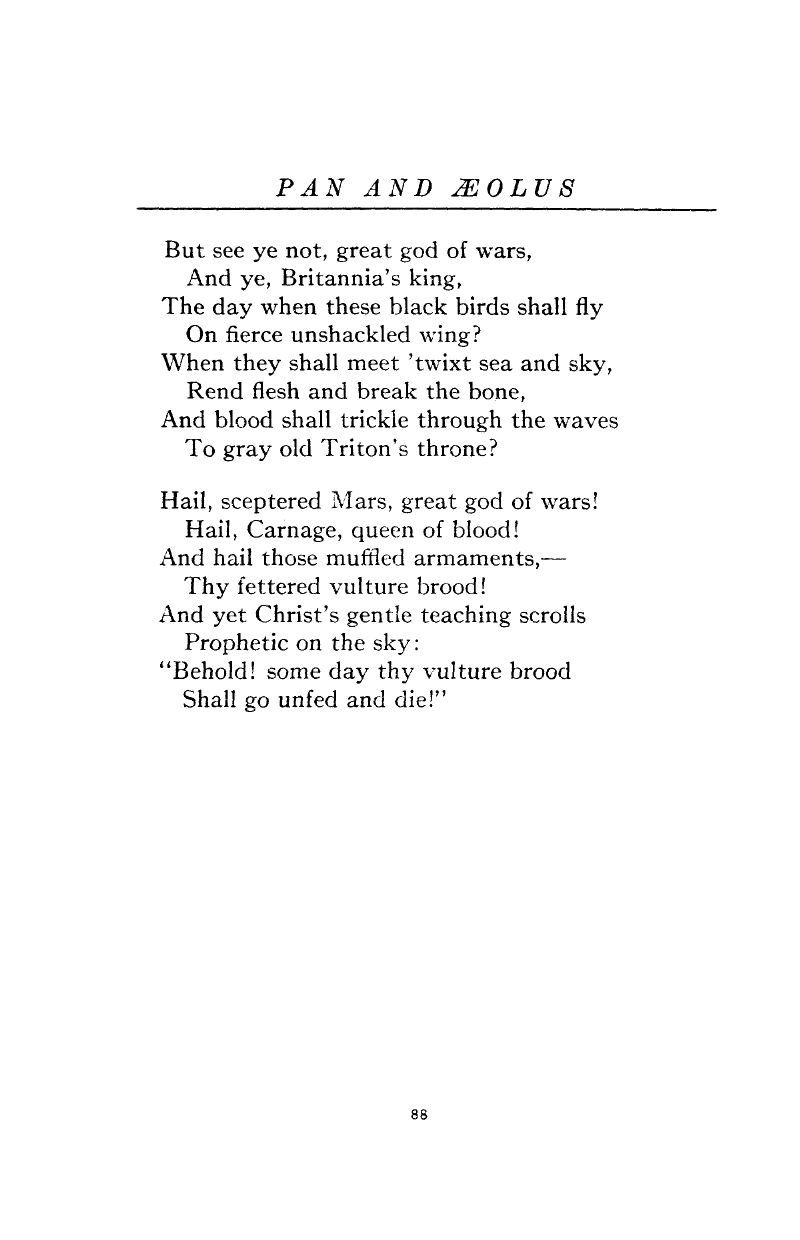 PAN AND ÆOLUS
But see ye not, great god of wars,
And ye, Britannia's king,
The day when these black birds shall fly
On fierce unshackled wing?
When they shall meet 'twixt sea and sky,
Rend flesh and break the bone,
And blood shall trickle through the waves
To gray old Triton's throne?
Hail, sceptered Mars, great god of wars!
Hail, Carnage, queen of blood!
And hail those muffled armaments,—
Thy fettered vulture brood!
And yet Christ's gentle teaching scrolls
Prophetic on the sky:
"Behold! some day thy vulture brood
Shall go unfed and die!"
88